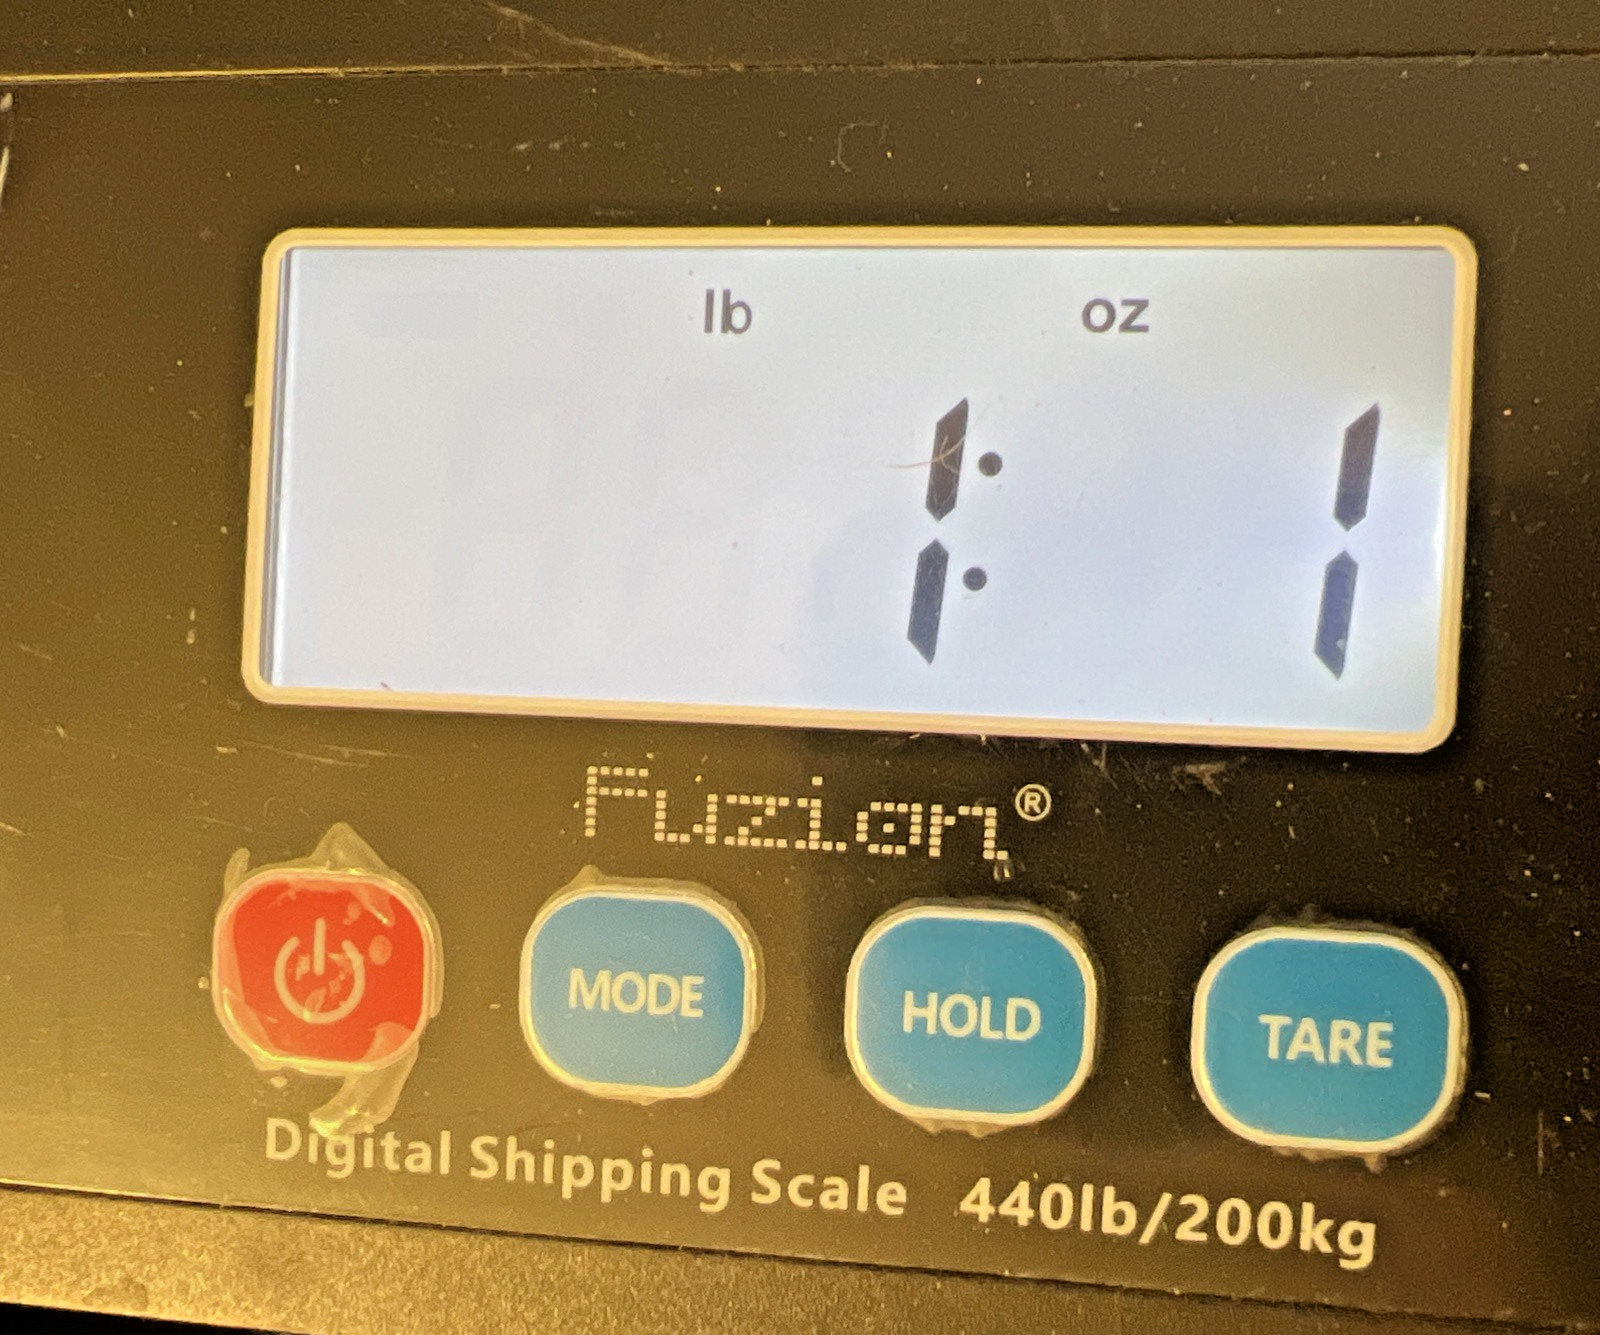 lb oz
1: 1
Fuzion®
MODE HOLD TARE
Digital Shipping Scale 440lb/200kg